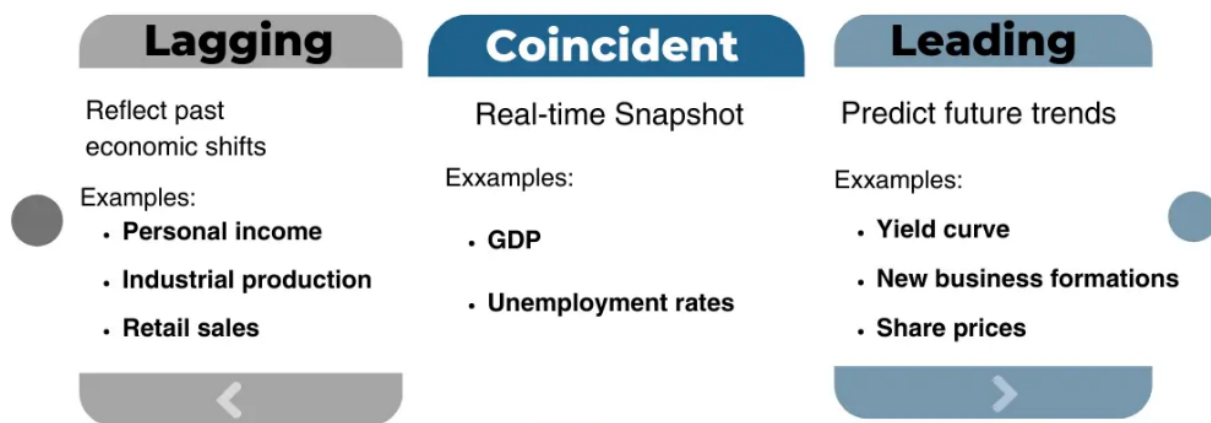 Lagging
Reflect past
economic shifts
Examples:
• Personal income
• Industrial production
• Retail sales
Coincident
Real-time Snapshot
Exxamples:
• GDP
• Unemployment rates
Leading
Predict future trends
Exxamples:
• Yield curve
• New business formations
• Share prices